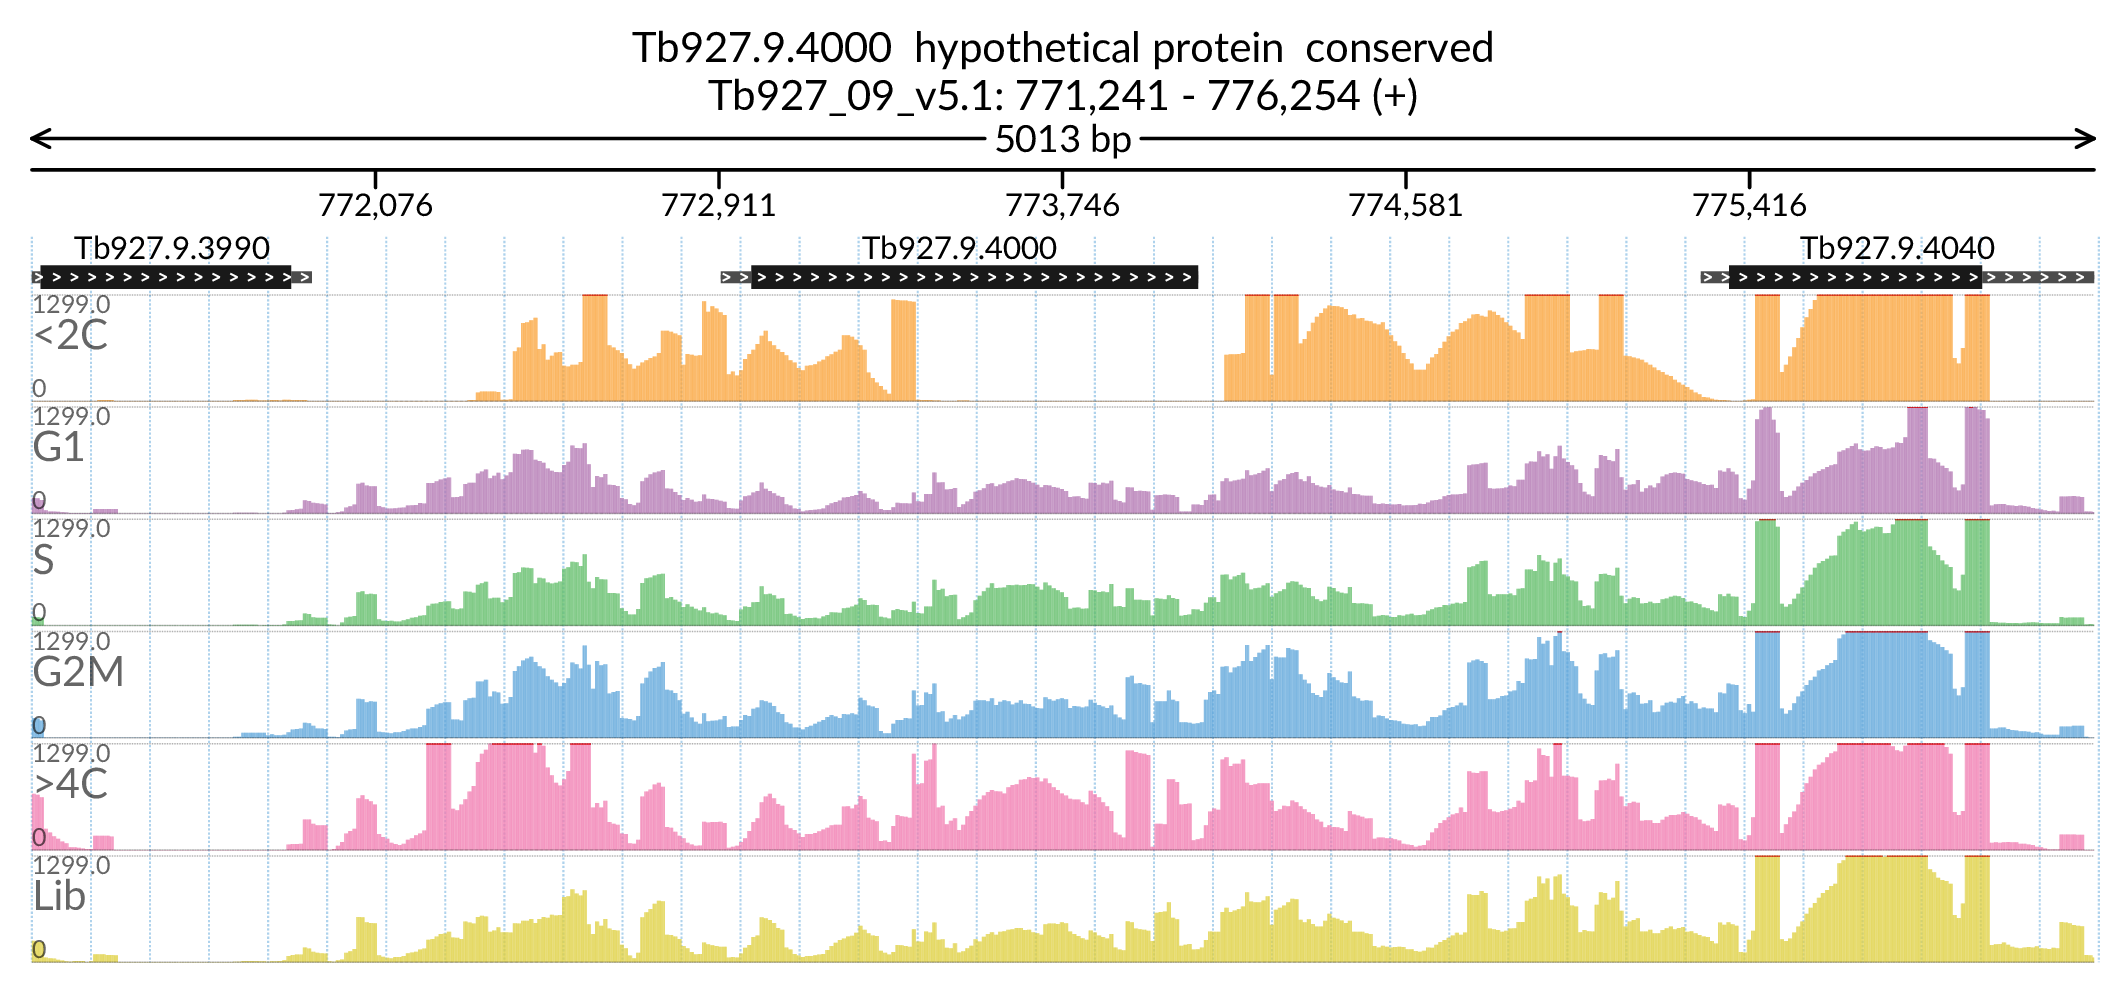 Tb927.9.4000  hypothetical protein  conserved
Tb927_09_v5.1: 771,241 - 776,254 (+)
5013 bp
772,076 772,911 773,746 774,581 775,416
Tb927.9.3990 Tb927.9.4000 Tb927.9.4040
1299.0
<2C
0
1299.0
G1
0
1299.0
S
0
1299.0
G2M
0
1299.0
>4C
0
1299.0
Lib
0